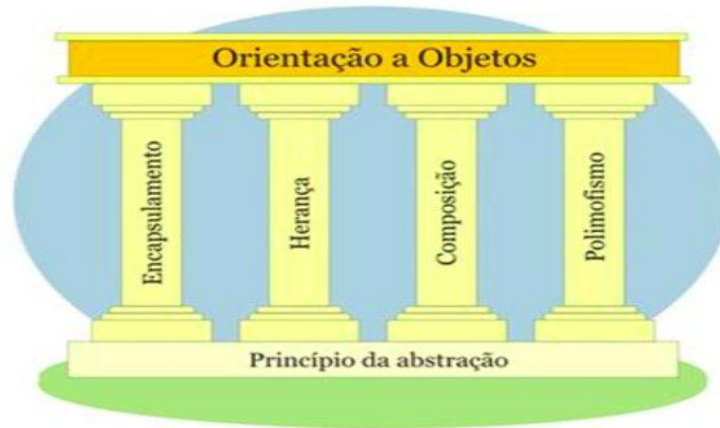 Orientação a Objetos
Encapsulamento
Herança
Composição
Polimofismo
Princípio da abstração